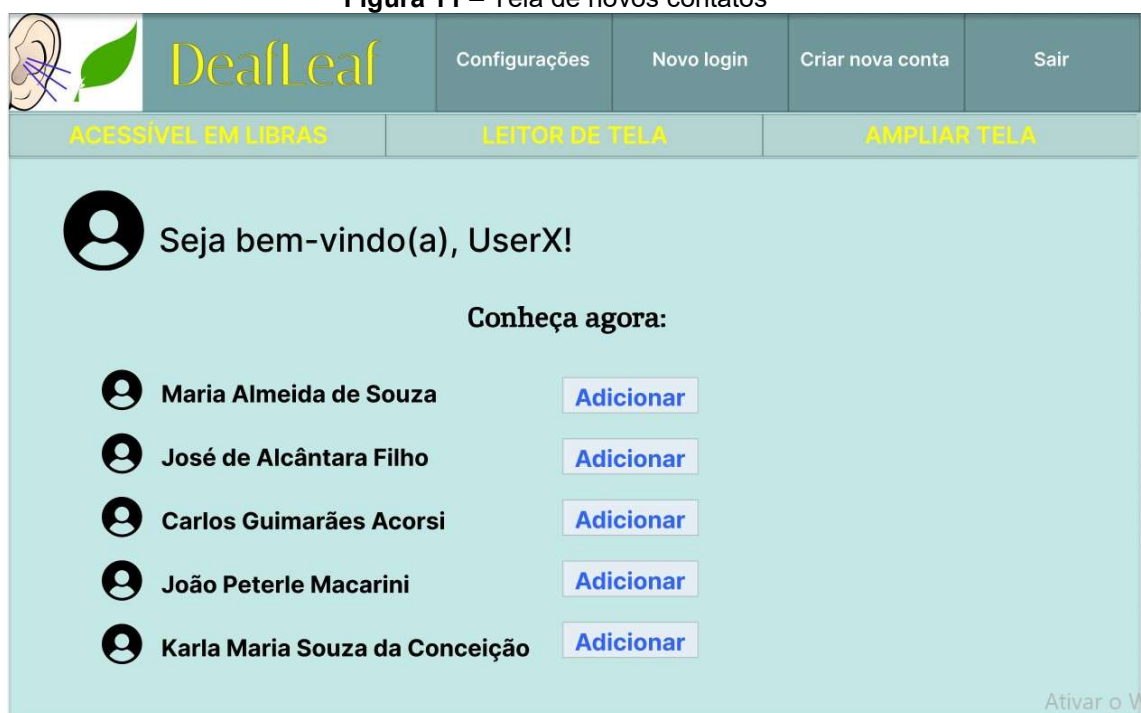 Figura 11 – Tela de novos contatos
DeafLeaf
Configurações
Novo login
Criar nova conta
Sair
ACESSÍVEL EM LIBRAS
LEITOR DE TELA
AMPLIAR TELA
Seja bem-vindo(a), UserX!
Conheça agora:
Maria Almeida de Souza Adicionar
José de Alcântara Filho Adicionar
Carlos Guimarães Acorsi Adicionar
João Peterle Macarini Adicionar
Karla Maria Souza da Conceição Adicionar
Ativar o